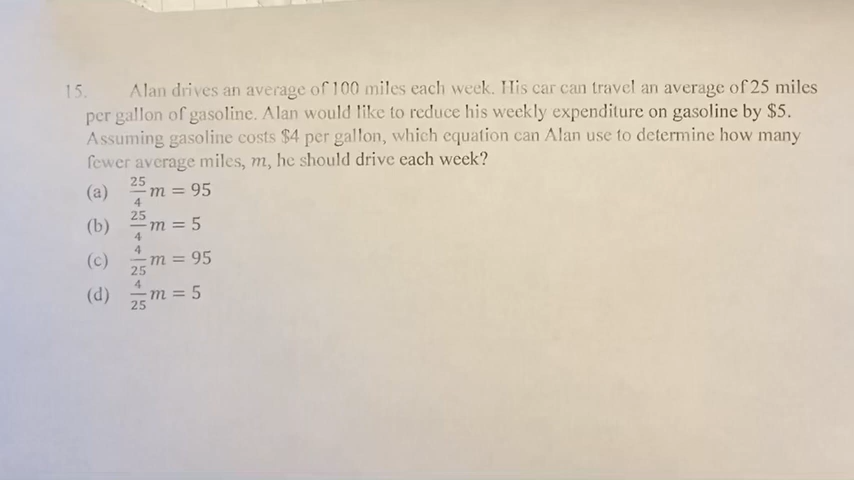 15. Alan drives an average of 100 miles each week. His car can travel an average of 25 miles
per gallon of gasoline. Alan would like to reduce his weekly expenditure on gasoline by $5.
Assuming gasoline costs $4 per gallon, which equation can Alan use to determine how many
fewer average miles, m, he should drive each week?
(a) 25/4 m = 95
(b) 25/4 m = 5
(c) 4/25 m = 95
(d) 4/25 m = 5